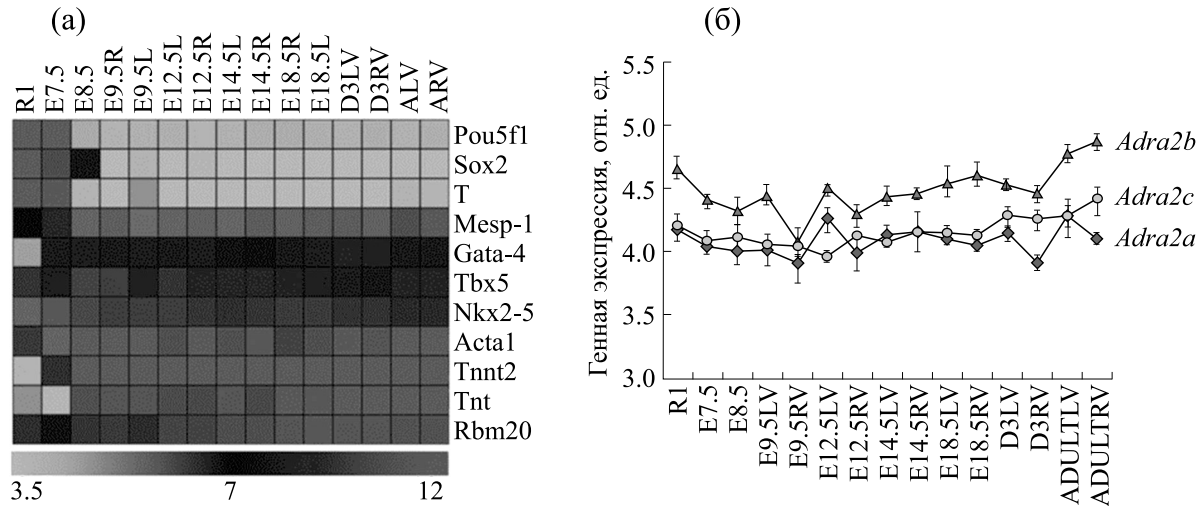 (а)
R1
E7.5
E8.5
E9.5R
E9.5L
E12.5L
E12.5R
E14.5L
E14.5R
E18.5R
E18.5L
D3LV
D3RV
ALV
ARV
Pou5f1
Sox2
T
Mesp-1
Gata-4
Tbx5
Nkx2-5
Acta1
Tnnt2
Tnt
Rbm20
3.5 7 12
(б)
Генная экспрессия, отн. ед.
5.5
5.0
4.5
4.0
3.5
3.0
Adra2b
Adra2c
Adra2a
R1
E7.5
E8.5
E9.5LV
E9.5RV
E12.5LV
E12.5RV
E14.5LV
E14.5RV
E18.5LV
E18.5RV
D3LV
D3RV
ADULTLV
ADULTRV